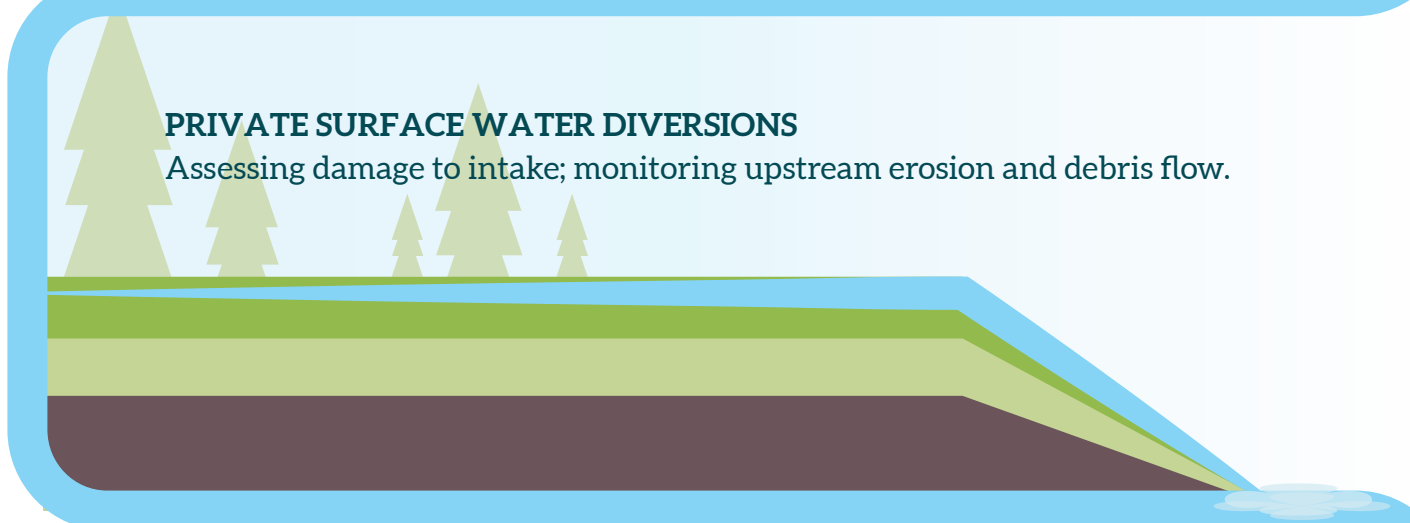 PRIVATE SURFACE WATER DIVERSIONS
Assessing damage to intake; monitoring upstream erosion and debris flow.